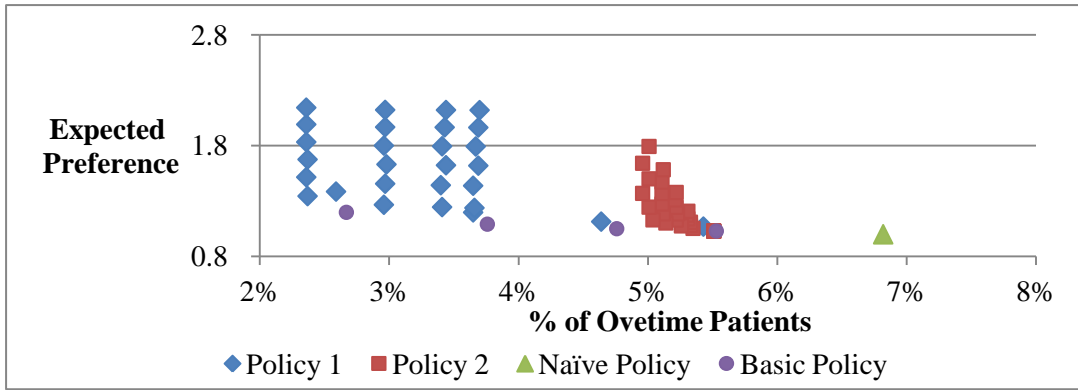 2.8
Expected
Preference
1.8
0.8
2% 3% 4% 5% 6% 7% 8%
% of Ovetime Patients
Policy 1 Policy 2 Naïve Policy Basic Policy